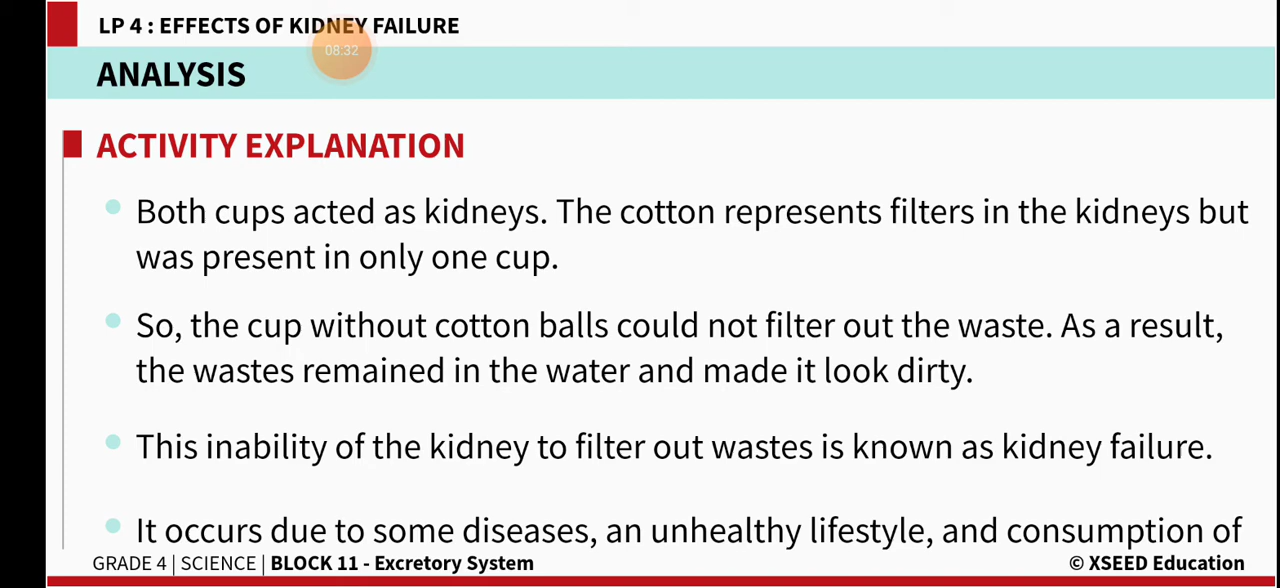 LP 4 : EFFECTS OF KIDNEY FAILURE
08:32
ANALYSIS
ACTIVITY EXPLANATION
Both cups acted as kidneys. The cotton represents filters in the kidneys but
was present in only one cup.
So, the cup without cotton balls could not filter out the waste. As a result,
the wastes remained in the water and made it look dirty.
This inability of the kidney to filter out wastes is known as kidney failure.
It occurs due to some diseases, an unhealthy lifestyle, and consumption of
GRADE 4 | SCIENCE | BLOCK 11 - Excretory System
© XSEED Education